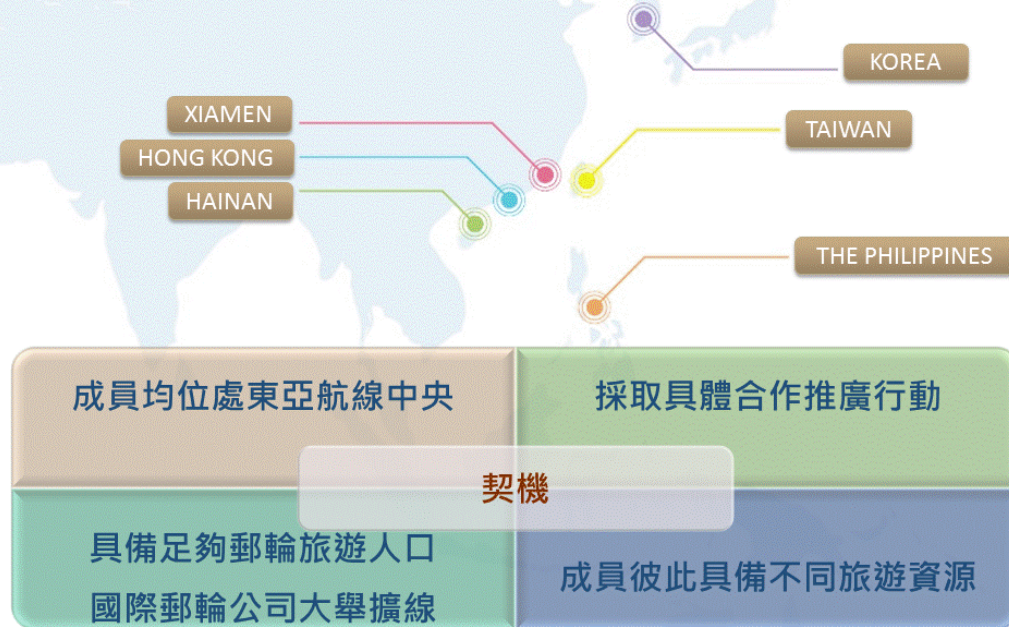 KOREA
XIAMEN
TAIWAN
HONG KONG
HAINAN
THE PHILIPPINES
成員均位處東亞航線中央
採取具體合作推廣行動
契機
具備足夠郵輪旅遊人口
國際郵輪公司大舉擴線
成員彼此具備不同旅遊資源